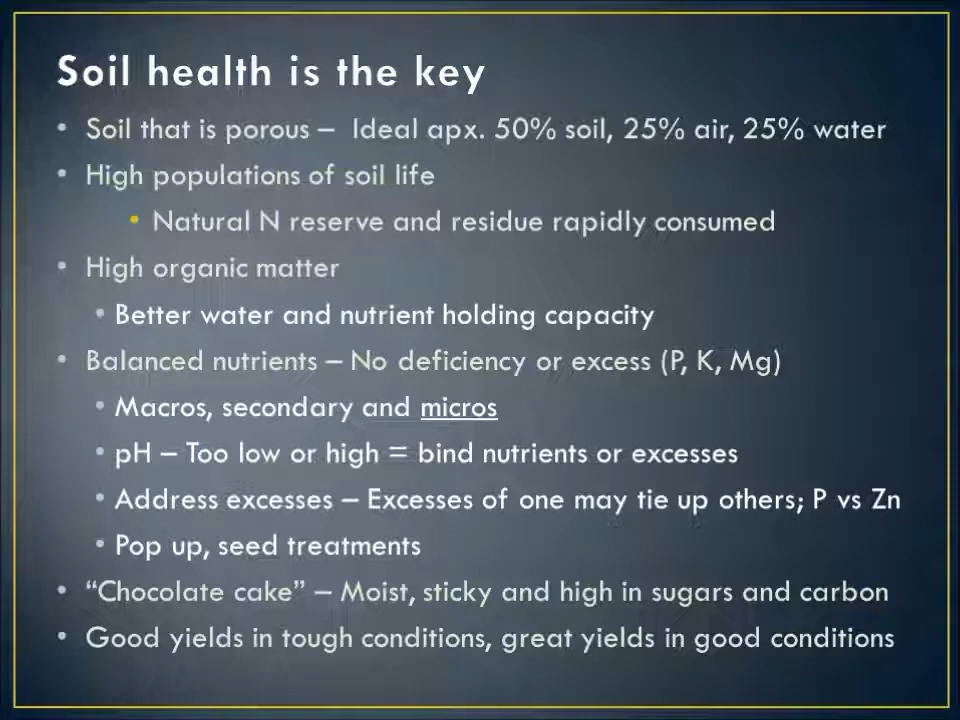 Soil health is the key
• Soil that is porous – Ideal apx. 50% soil, 25% air, 25% water
• High populations of soil life
• Natural N reserve and residue rapidly consumed
• High organic matter
• Better water and nutrient holding capacity
• Balanced nutrients – No deficiency or excess (P, K, Mg)
• Macros, secondary and micros
• pH – Too low or high = bind nutrients or excesses
• Address excesses – Excesses of one may tie up others; P vs Zn
• Pop up, seed treatments
• “Chocolate cake” – Moist, sticky and high in sugars and carbon
• Good yields in tough conditions, great yields in good conditions